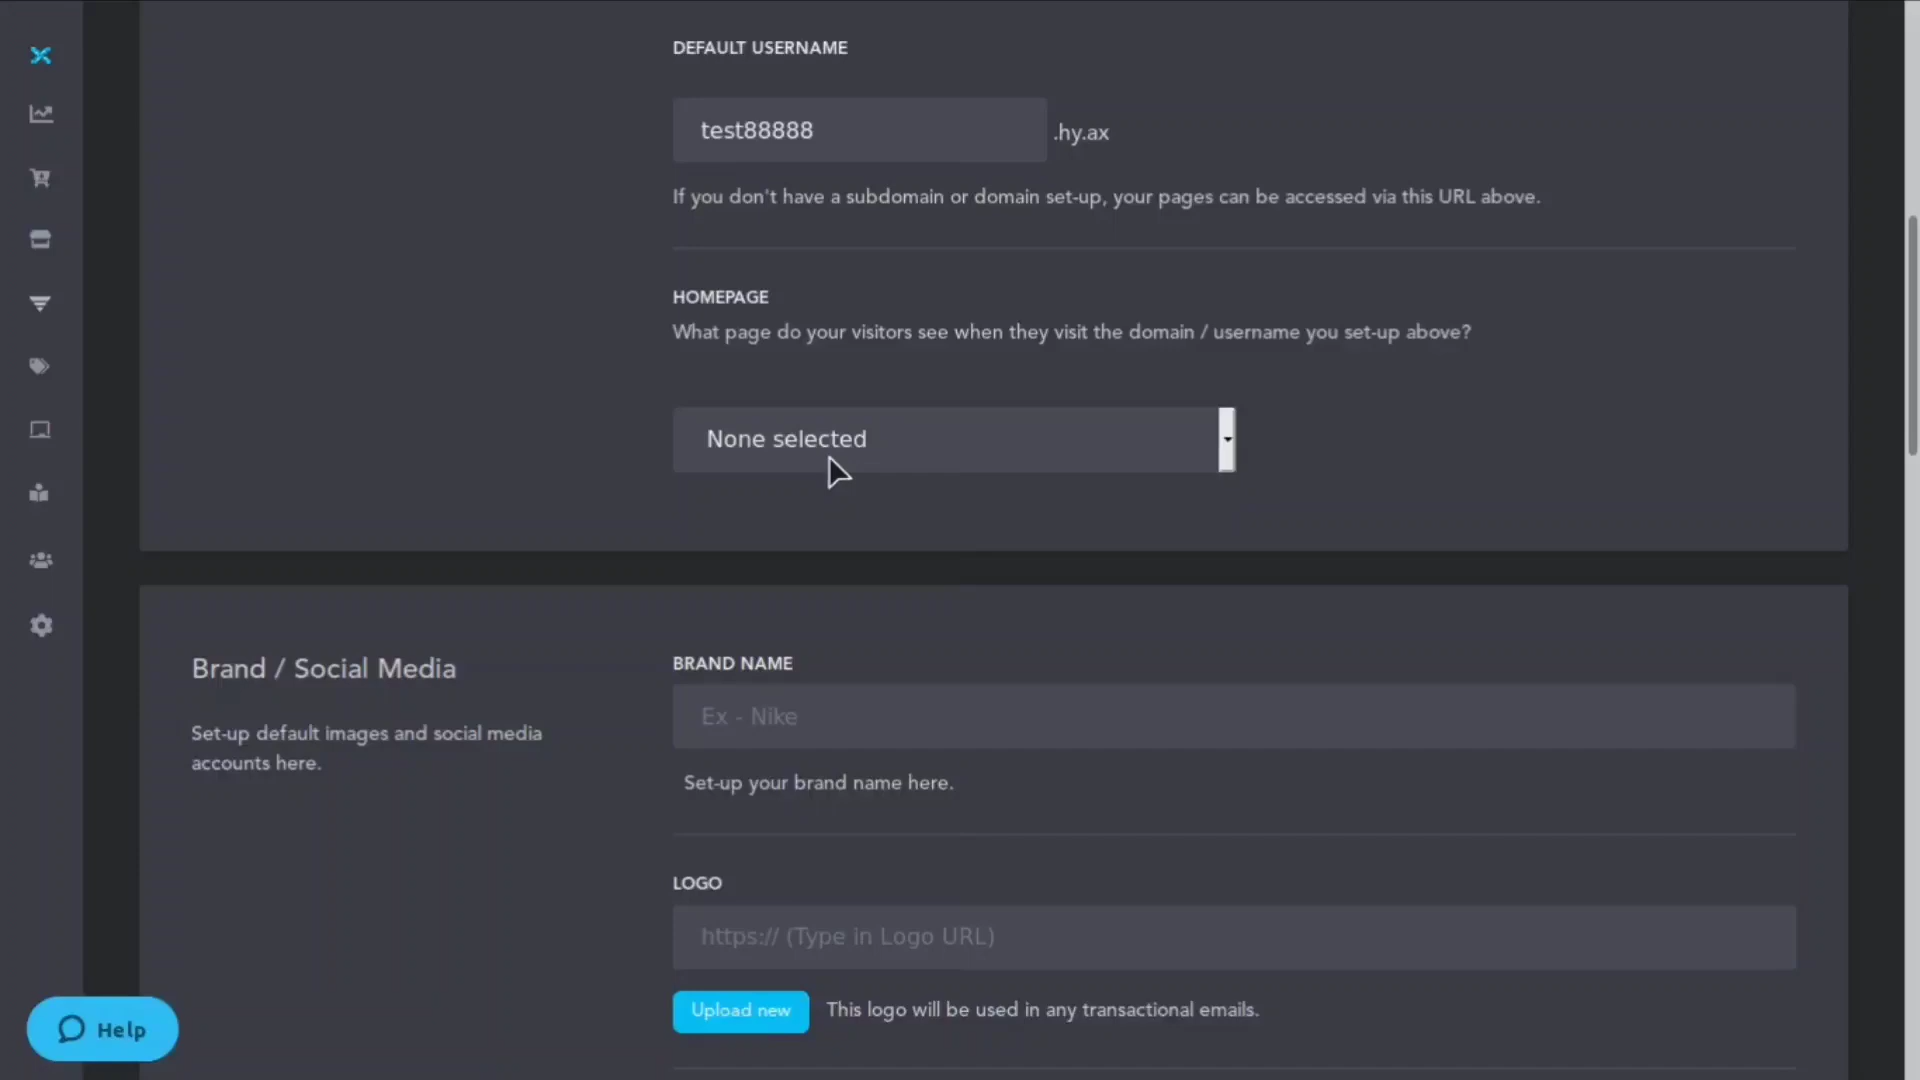 DEFAULT USERNAME
test88888 .hy.ax
If you don't have a subdomain or domain set-up, your pages can be accessed via this URL above.
HOMEPAGE
What page do your visitors see when they visit the domain / username you set-up above?
None selected
Brand / Social Media
Set-up default images and social media
accounts here.
BRAND NAME
Ex - Nike
Set-up your brand name here.
LOGO
https:// (Type in Logo URL)
Upload new This logo will be used in any transactional emails.
Help